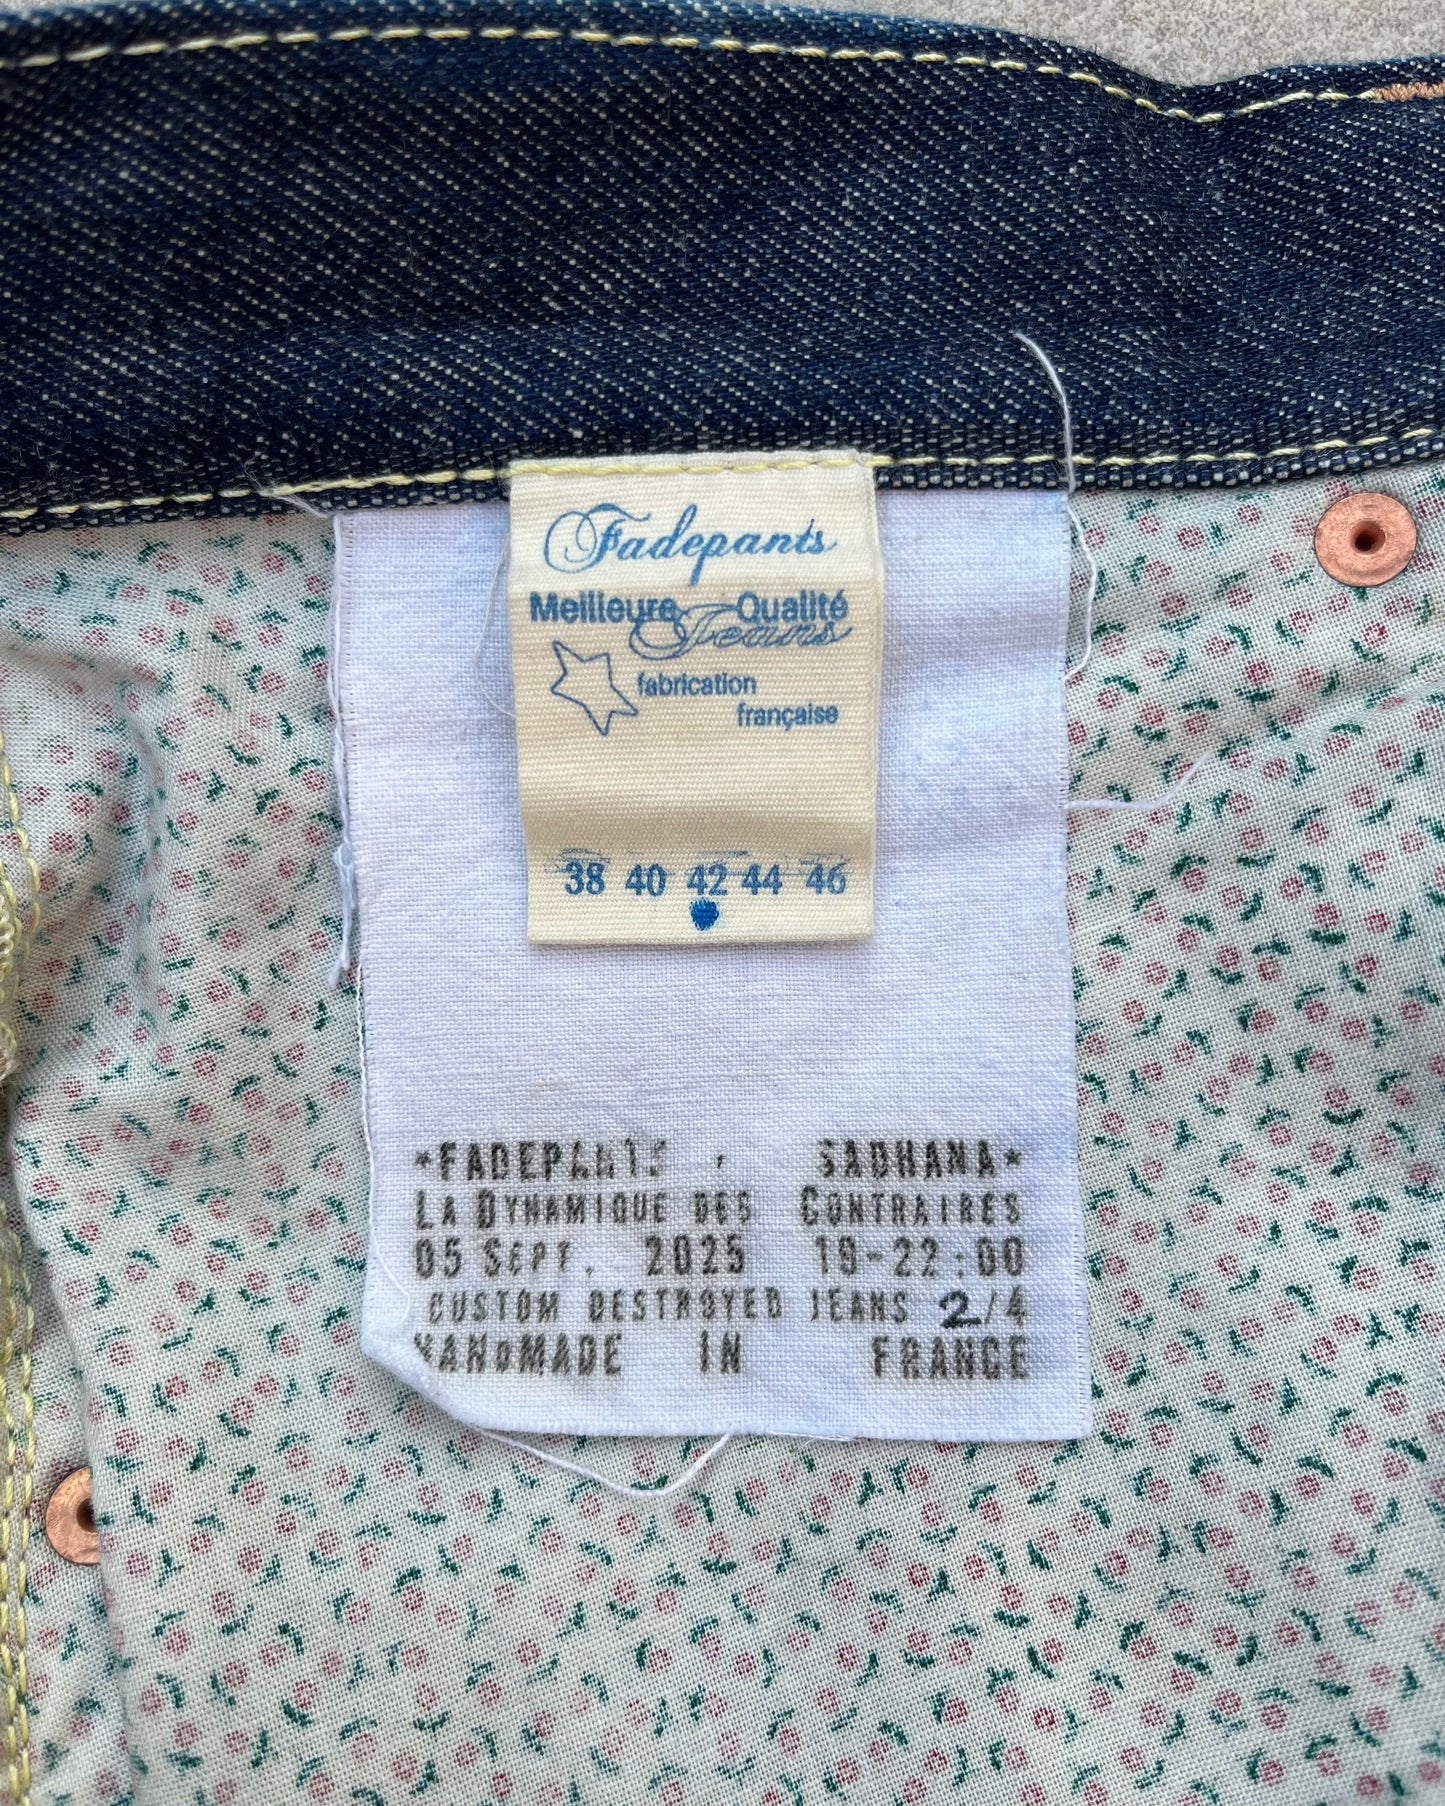 Fadepants
Meilleure Qualité
Jeans
fabrication
française
38 40 42 44 46
*FADEPANTS , SADHANA*
LA DYNAMIQUE DES CONTRAIRES
05 SEPT. 2025 19-22:00
CUSTOM DESTROYED JEANS 2/4
HANDMADE IN FRANCE